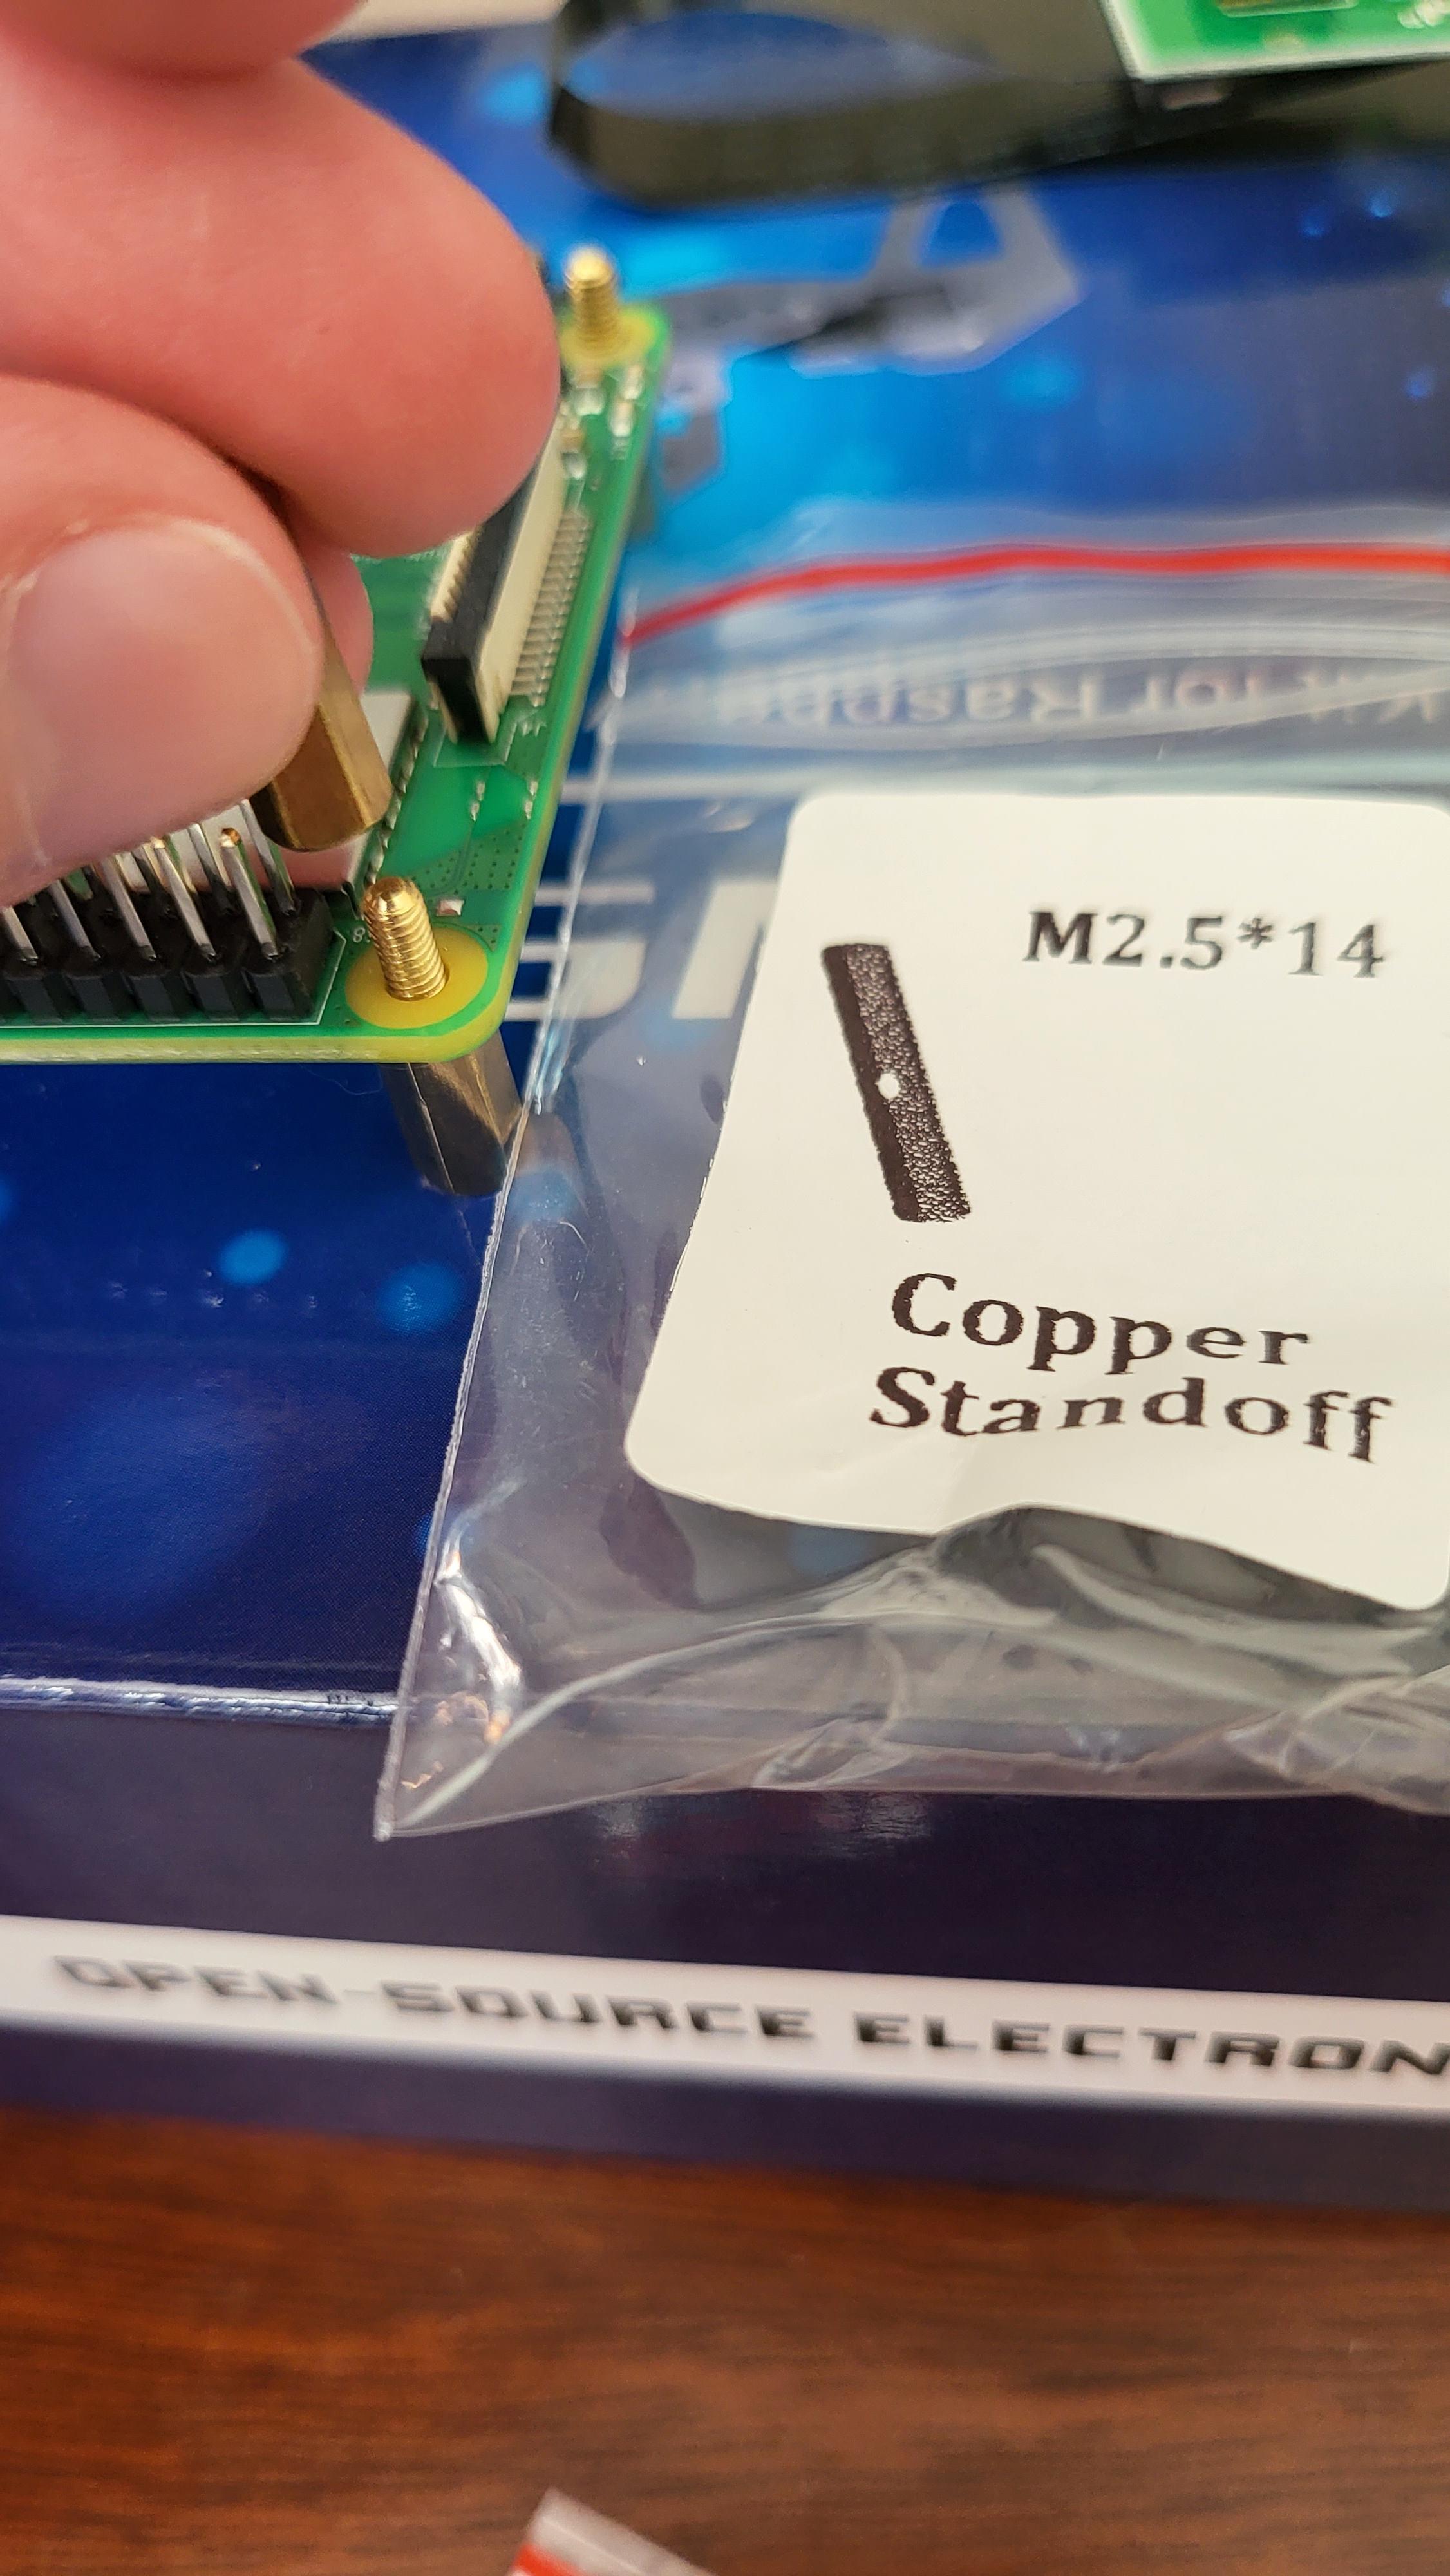 M2.5*14
Copper
Standoff
OPEN-SOURCE ELECTRON